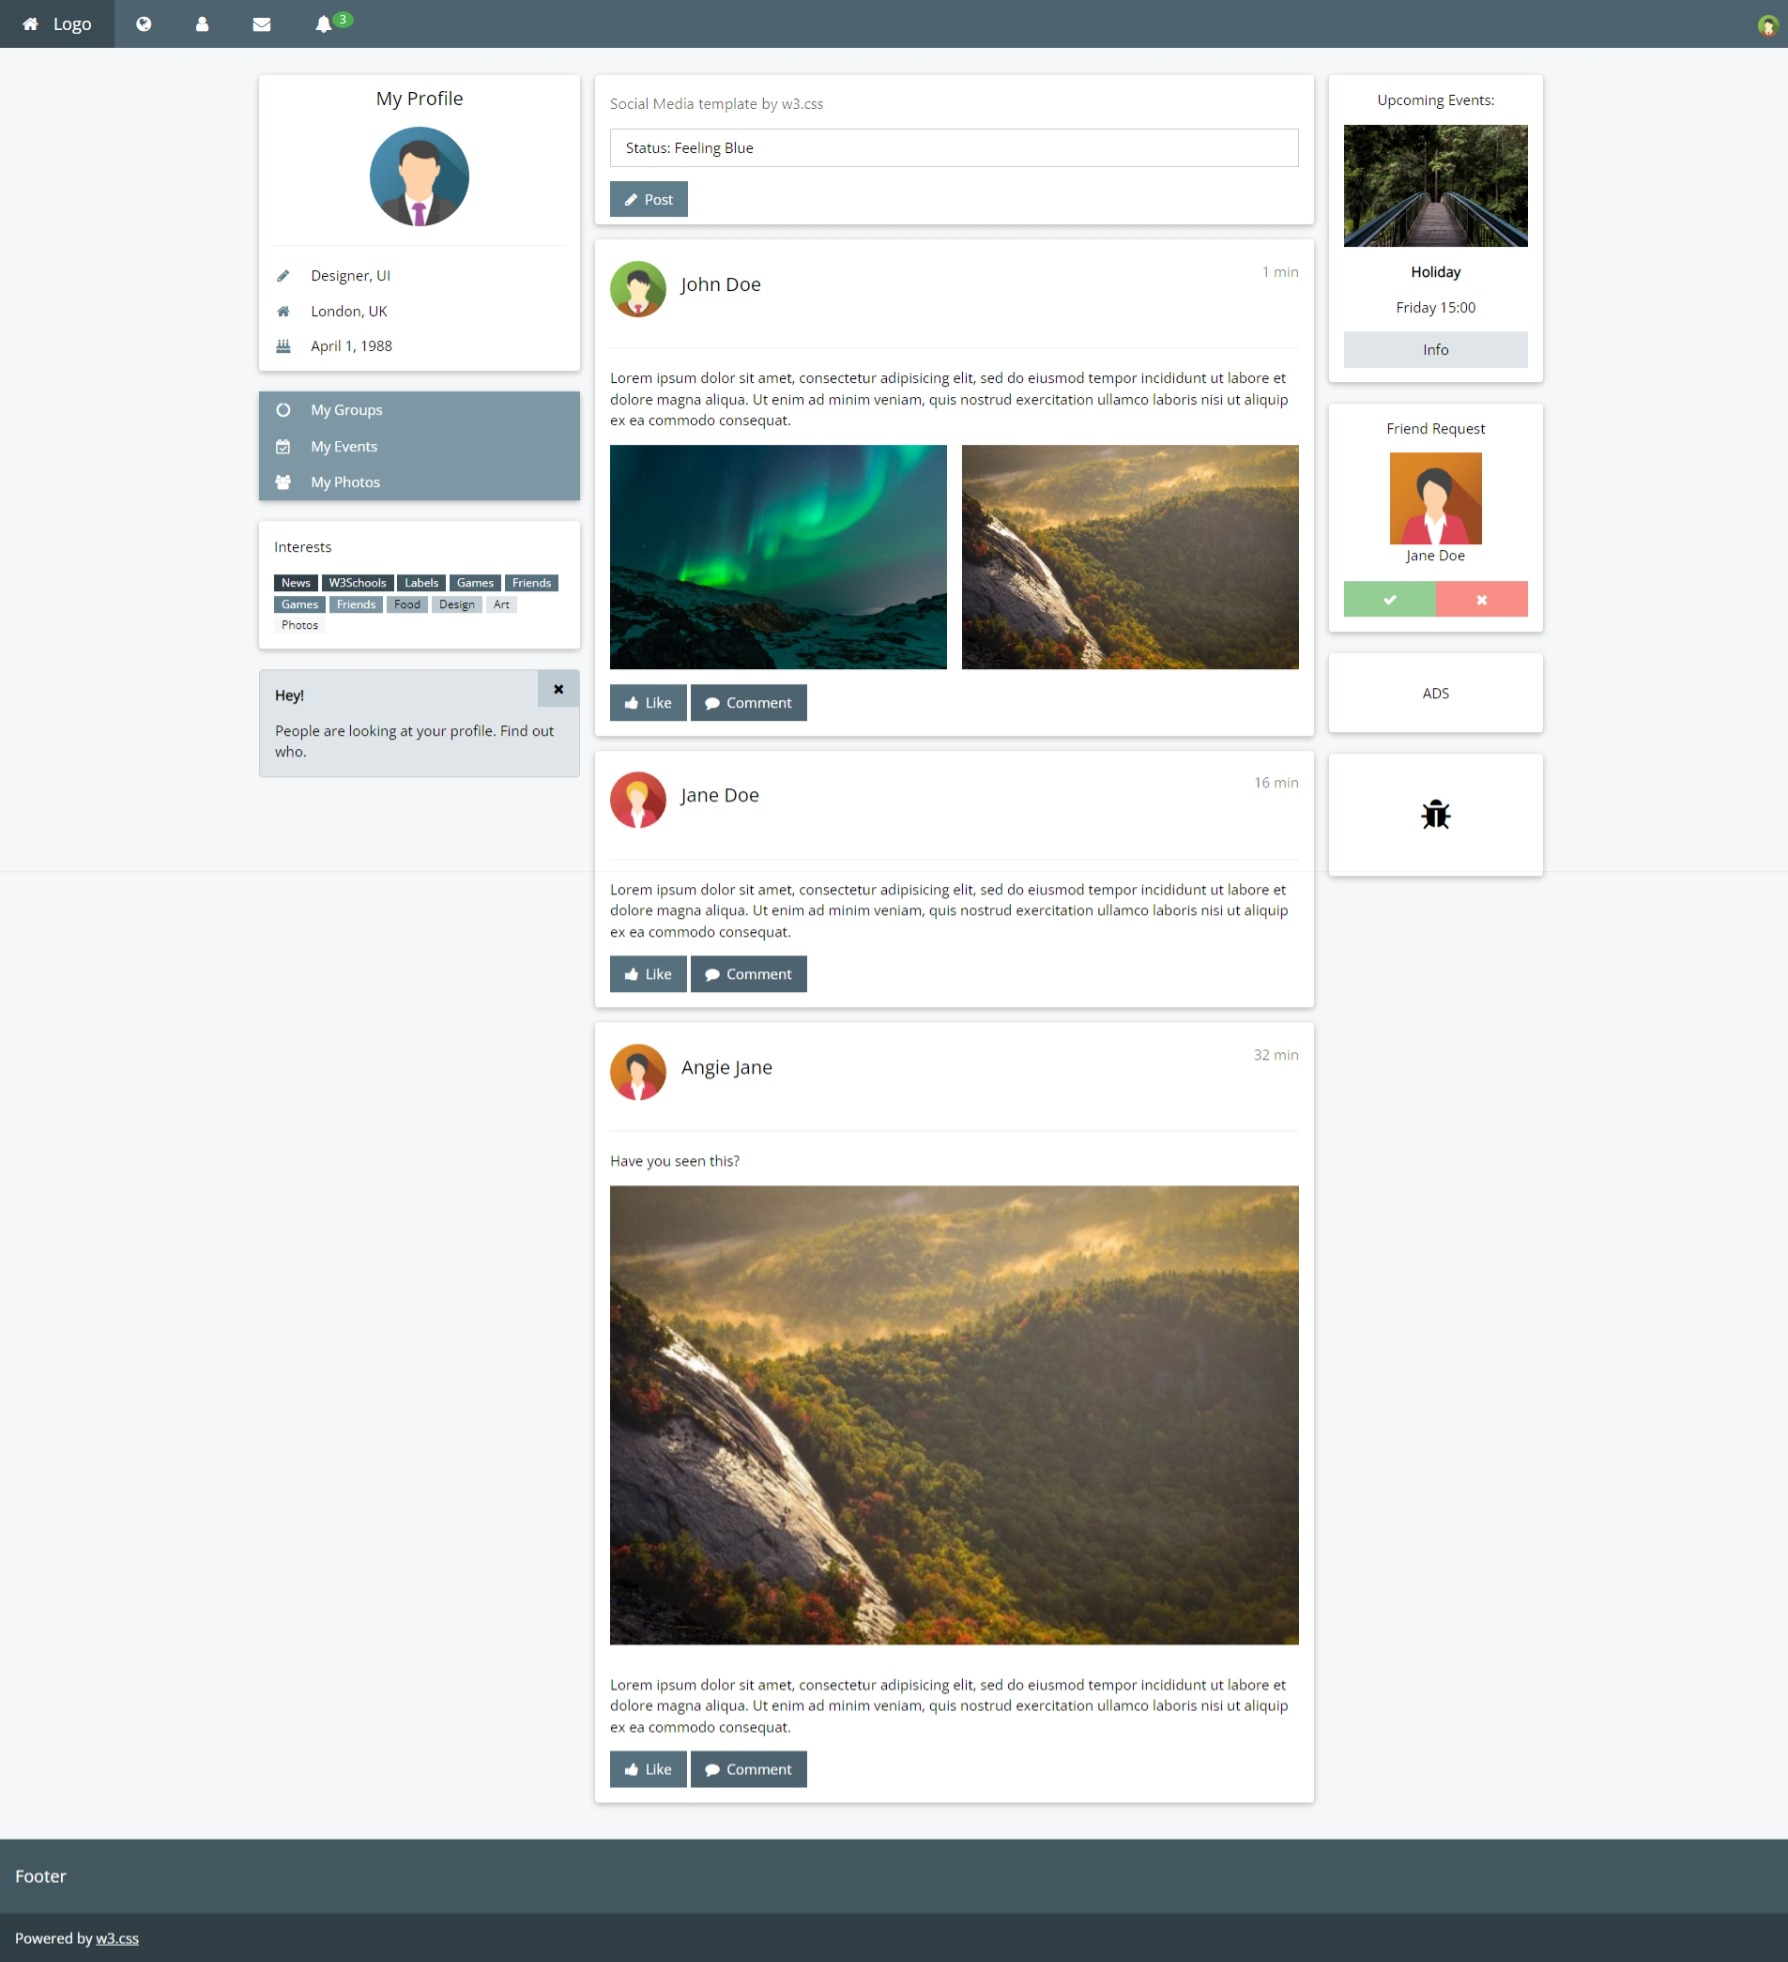 Logo
3
My Profile
Designer, UI
London, UK
April 1, 1988
My Groups
My Events
My Photos
Interests
News W3Schools Labels Games Friends
Games Friends Food Design Art
Photos
Hey!
People are looking at your profile. Find out
who.
Social Media template by w3.css
Status: Feeling Blue
Post
John Doe
1 min
Lorem ipsum dolor sit amet, consectetur adipisicing elit, sed do eiusmod tempor incididunt ut labore et
dolore magna aliqua. Ut enim ad minim veniam, quis nostrud exercitation ullamco laboris nisi ut aliquip
ex ea commodo consequat.
Like Comment
Jane Doe
16 min
Lorem ipsum dolor sit amet, consectetur adipisicing elit, sed do eiusmod tempor incididunt ut labore et
dolore magna aliqua. Ut enim ad minim veniam, quis nostrud exercitation ullamco laboris nisi ut aliquip
ex ea commodo consequat.
Like Comment
Angie Jane
32 min
Have you seen this?
Lorem ipsum dolor sit amet, consectetur adipisicing elit, sed do eiusmod tempor incididunt ut labore et
dolore magna aliqua. Ut enim ad minim veniam, quis nostrud exercitation ullamco laboris nisi ut aliquip
ex ea commodo consequat.
Like Comment
Upcoming Events:
Holiday
Friday 15:00
Info
Friend Request
Jane Doe
ADS
Footer
Powered by w3.css